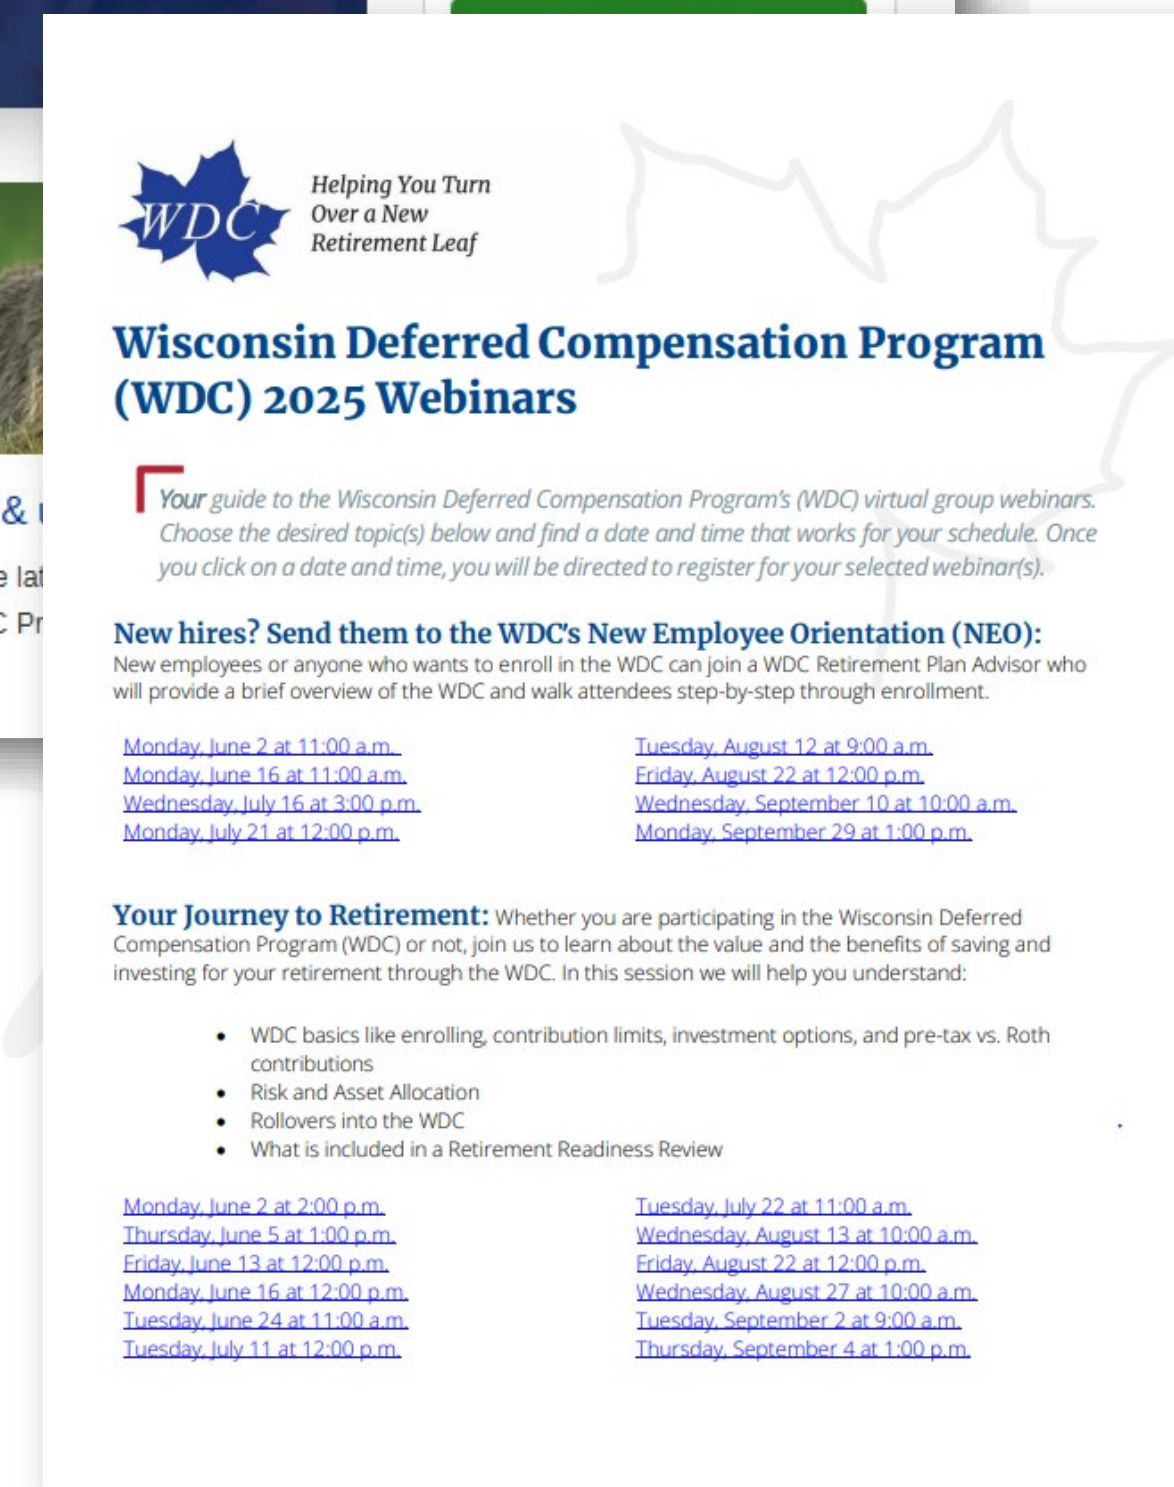 WDC
Helping You Turn
Over a New
Retirement Leaf
Wisconsin Deferred Compensation Program
(WDC) 2025 Webinars
Your guide to the Wisconsin Deferred Compensation Program's (WDC) virtual group webinars.
Choose the desired topic(s) below and find a date and time that works for your schedule. Once
you click on a date and time, you will be directed to register for your selected webinar(s).
&
e lat
C Pr
New hires? Send them to the WDC's New Employee Orientation (NEO):
New employees or anyone who wants to enroll in the WDC can join a WDC Retirement Plan Advisor who
will provide a brief overview of the WDC and walk attendees step-by-step through enrollment.
Monday, June 2 at 11:00 a.m.
Monday, June 16 at 11:00 a.m.
Wednesday, July 16 at 3:00 p.m.
Monday, July 21 at 12:00 p.m.
Tuesday, August 12 at 9:00 a.m.
Friday, August 22 at 12:00 p.m.
Wednesday, September 10 at 10:00 a.m.
Monday, September 29 at 1:00 p.m.
Your Journey to Retirement: Whether you are participating in the Wisconsin Deferred
Compensation Program (WDC) or not, join us to learn about the value and the benefits of saving and
investing for your retirement through the WDC. In this session we will help you understand:
• WDC basics like enrolling, contribution limits, investment options, and pre-tax vs. Roth
contributions
• Risk and Asset Allocation
• Rollovers into the WDC
• What is included in a Retirement Readiness Review
Monday, June 2 at 2:00 p.m.
Thursday, June 5 at 1:00 p.m.
Friday, June 13 at 12:00 p.m.
Monday, June 16 at 12:00 p.m.
Tuesday, June 24 at 11:00 a.m.
Tuesday, July 11 at 12:00 p.m.
Tuesday, July 22 at 11:00 a.m.
Wednesday, August 13 at 10:00 a.m.
Friday, August 22 at 12:00 p.m.
Wednesday, August 27 at 10:00 a.m.
Tuesday, September 2 at 9:00 a.m.
Thursday, September 4 at 1:00 p.m.